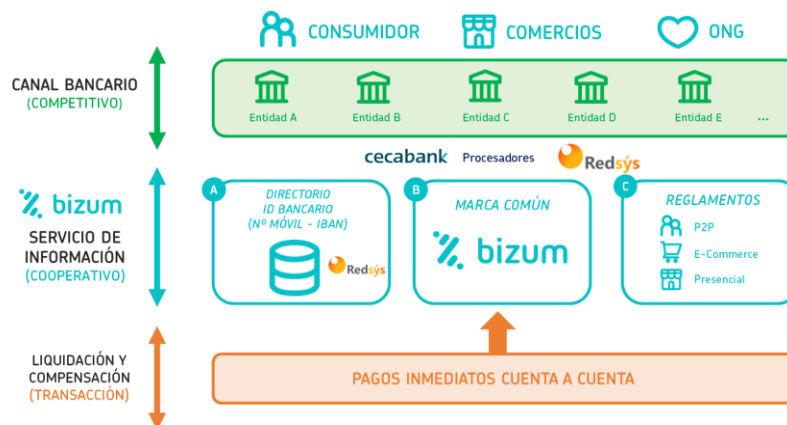 CONSUMIDOR
COMERCIOS
ONG
CANAL BANCARIO
(COMPETITIVO)
Entidad A
Entidad B
Entidad C
Entidad D
Entidad E
...
cecabank
Procesadores
Redsýs
bizum
SERVICIO DE
INFORMACIÓN
(COOPERATIVO)
A
DIRECTORIO
ID BANCARIO
(Nº MÓVIL - IBAN)
Redsýs
B
MARCA COMÚN
bizum
C
REGLAMENTOS
P2P
E-Commerce
Presencial
LIQUIDACIÓN Y
COMPENSACIÓN
(TRANSACCIÓN)
PAGOS INMEDIATOS CUENTA A CUENTA